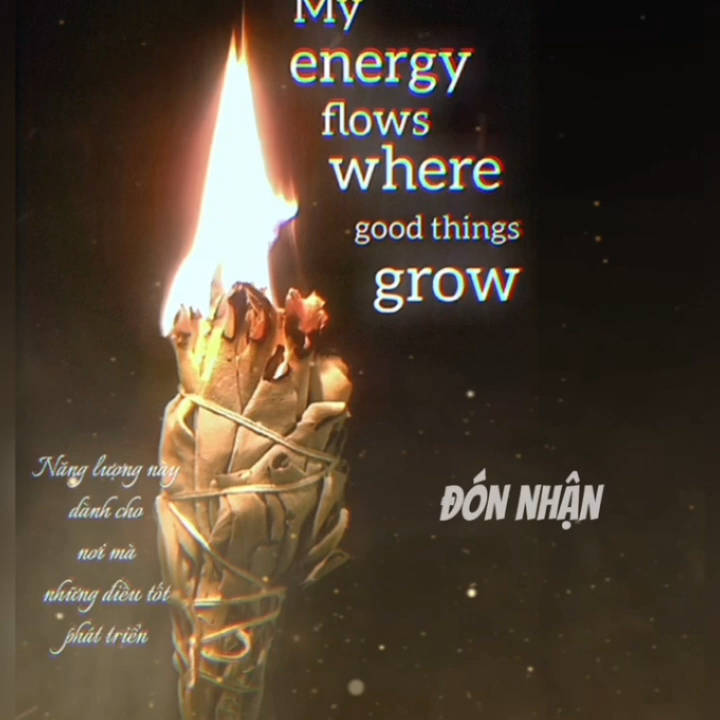 My
energy
flows
where
good things
grow
Năng lượng này
dành cho
nơi mà
những điều tốt
phát triển
ĐÓN NHẬN